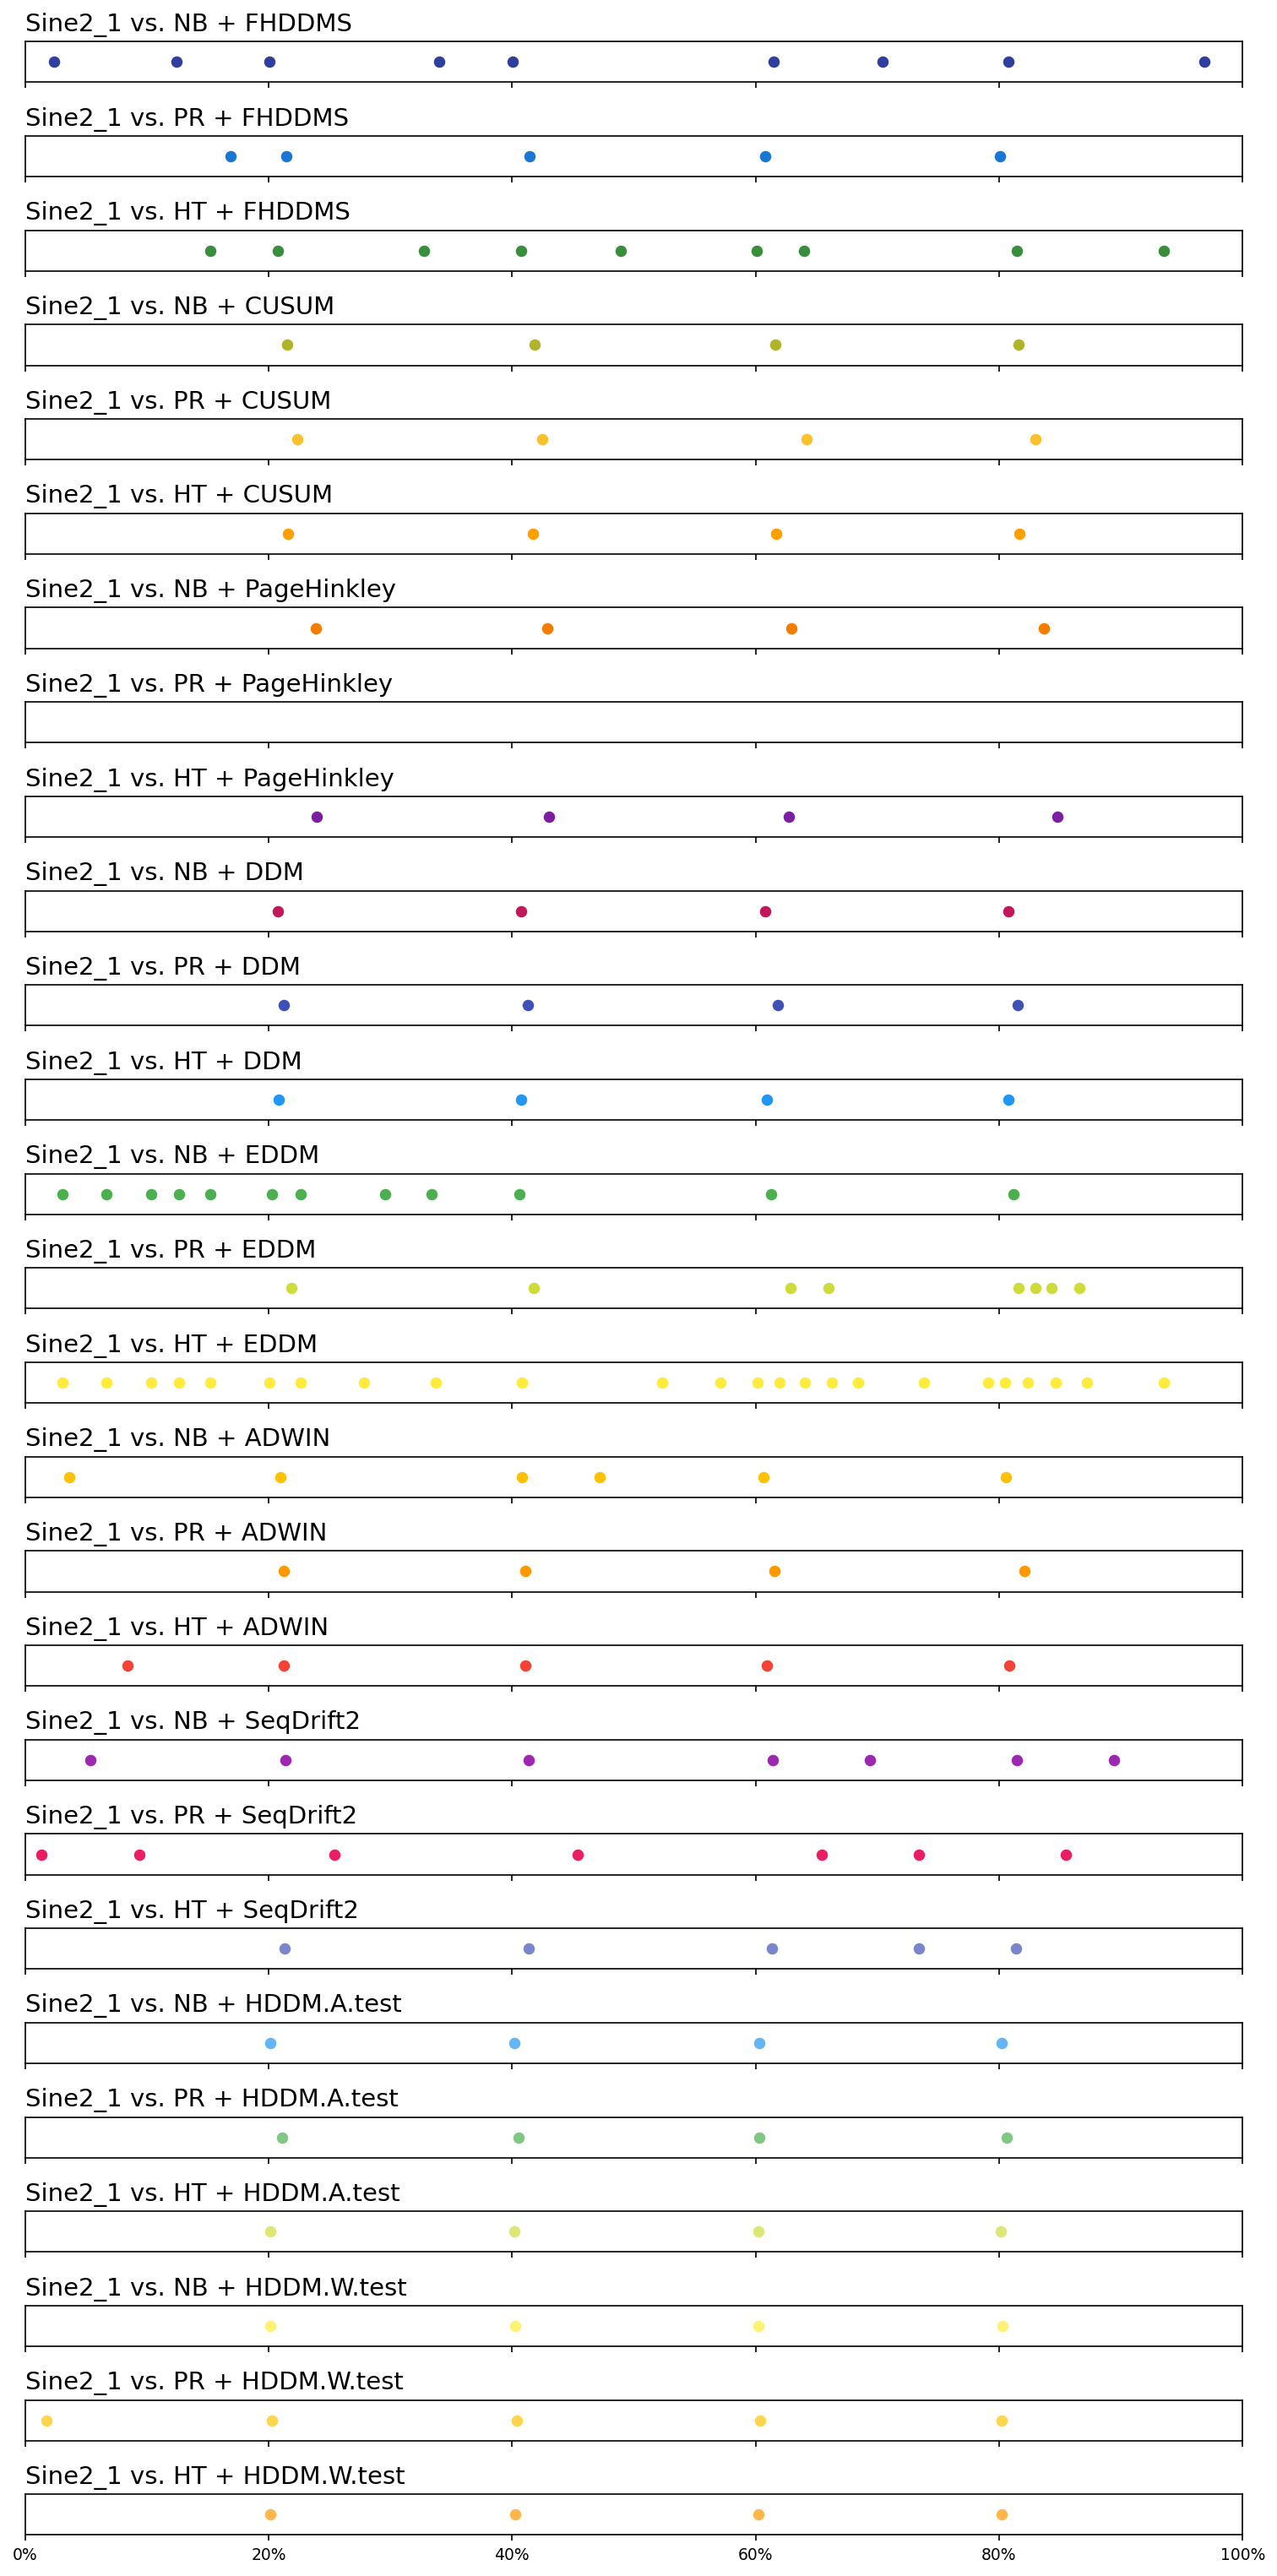 Sine2_1 vs. NB + FHDDMS
Sine2_1 vs. PR + FHDDMS
Sine2_1 vs. HT + FHDDMS
Sine2_1 vs. NB + CUSUM
Sine2_1 vs. PR + CUSUM
Sine2_1 vs. HT + CUSUM
Sine2_1 vs. NB + PageHinkley
Sine2_1 vs. PR + PageHinkley
Sine2_1 vs. HT + PageHinkley
Sine2_1 vs. NB + DDM
Sine2_1 vs. PR + DDM
Sine2_1 vs. HT + DDM
Sine2_1 vs. NB + EDDM
Sine2_1 vs. PR + EDDM
Sine2_1 vs. HT + EDDM
Sine2_1 vs. NB + ADWIN
Sine2_1 vs. PR + ADWIN
Sine2_1 vs. HT + ADWIN
Sine2_1 vs. NB + SeqDrift2
Sine2_1 vs. PR + SeqDrift2
Sine2_1 vs. HT + SeqDrift2
Sine2_1 vs. NB + HDDM.A.test
Sine2_1 vs. PR + HDDM.A.test
Sine2_1 vs. HT + HDDM.A.test
Sine2_1 vs. NB + HDDM.W.test
Sine2_1 vs. PR + HDDM.W.test
Sine2_1 vs. HT + HDDM.W.test
0% 20% 40% 60% 80% 100%